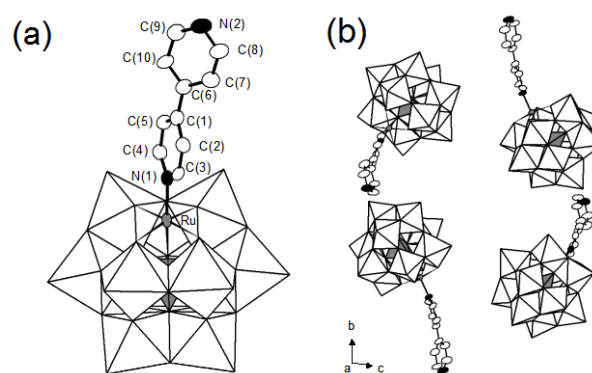 (a)
C(9)
N(2)
C(10)
C(8)
C(7)
C(6)
C(5)
C(1)
C(4)
C(2)
C(3)
N(1)
Ru
(b)
b
a
c